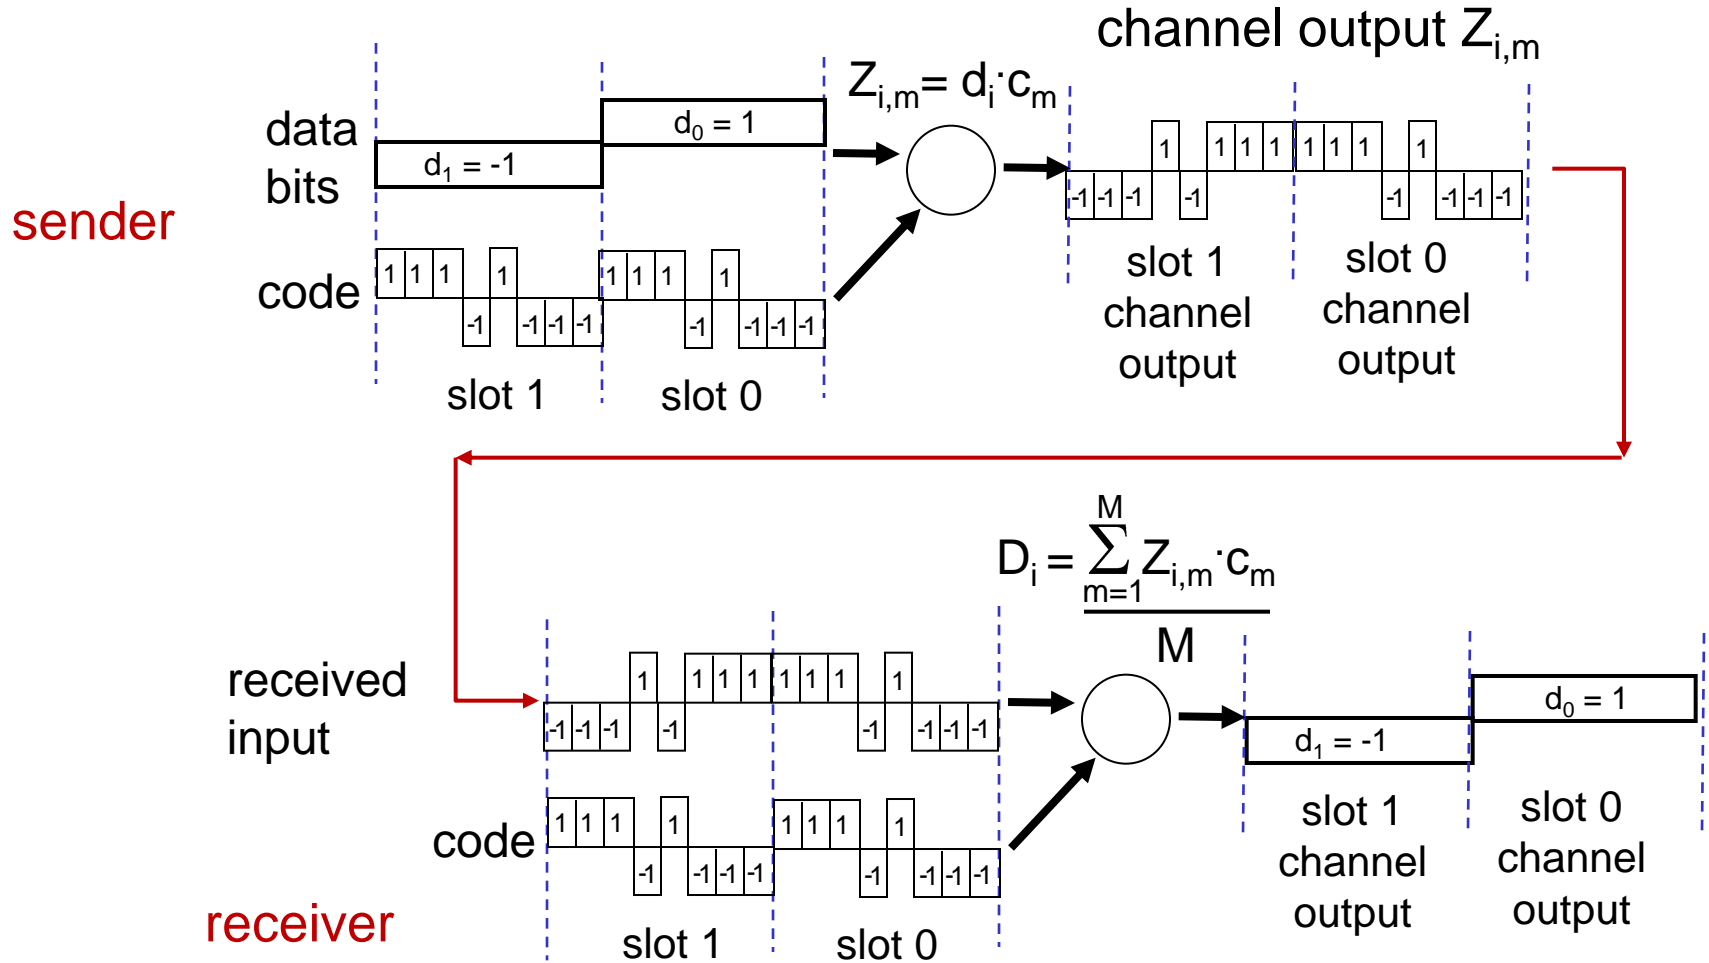 channel output Z_i,m
Z_i,m = d_i · c_m
data bits
d_1 = -1
d_0 = 1
sender
code
1 1 1 -1 1 -1 -1 -1
1 1 1 -1 1 -1 -1 -1
slot 1
slot 0
-1 -1 -1 1 -1 1 1 1
1 1 1 -1 1 -1 -1 -1
slot 1 channel output
slot 0 channel output
D_i = Σ_{m=1}^{M} Z_i,m · c_m
M
received input
-1 -1 -1 1 -1 1 1 1
1 1 1 -1 1 -1 -1 -1
code
1 1 1 -1 1 -1 -1 -1
1 1 1 -1 1 -1 -1 -1
d_1 = -1
d_0 = 1
slot 1 channel output
slot 0 channel output
receiver
slot 1
slot 0